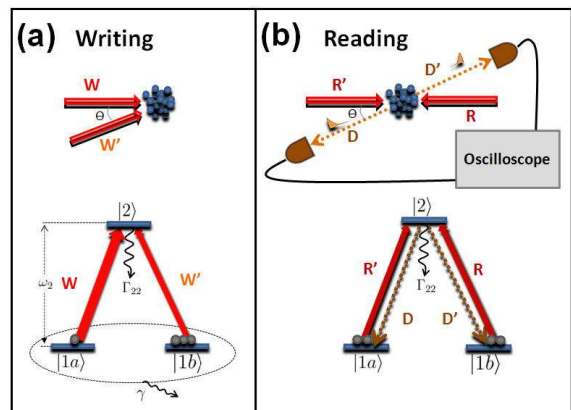 (a) Writing
W
Θ
W'
|2⟩
ω₂
W
W'
Γ₂₂
|1a⟩
|1b⟩
γ
(b) Reading
D'
R'
Θ
R
D
Oscilloscope
|2⟩
R'
R
Γ₂₂
D
D'
|1a⟩
|1b⟩